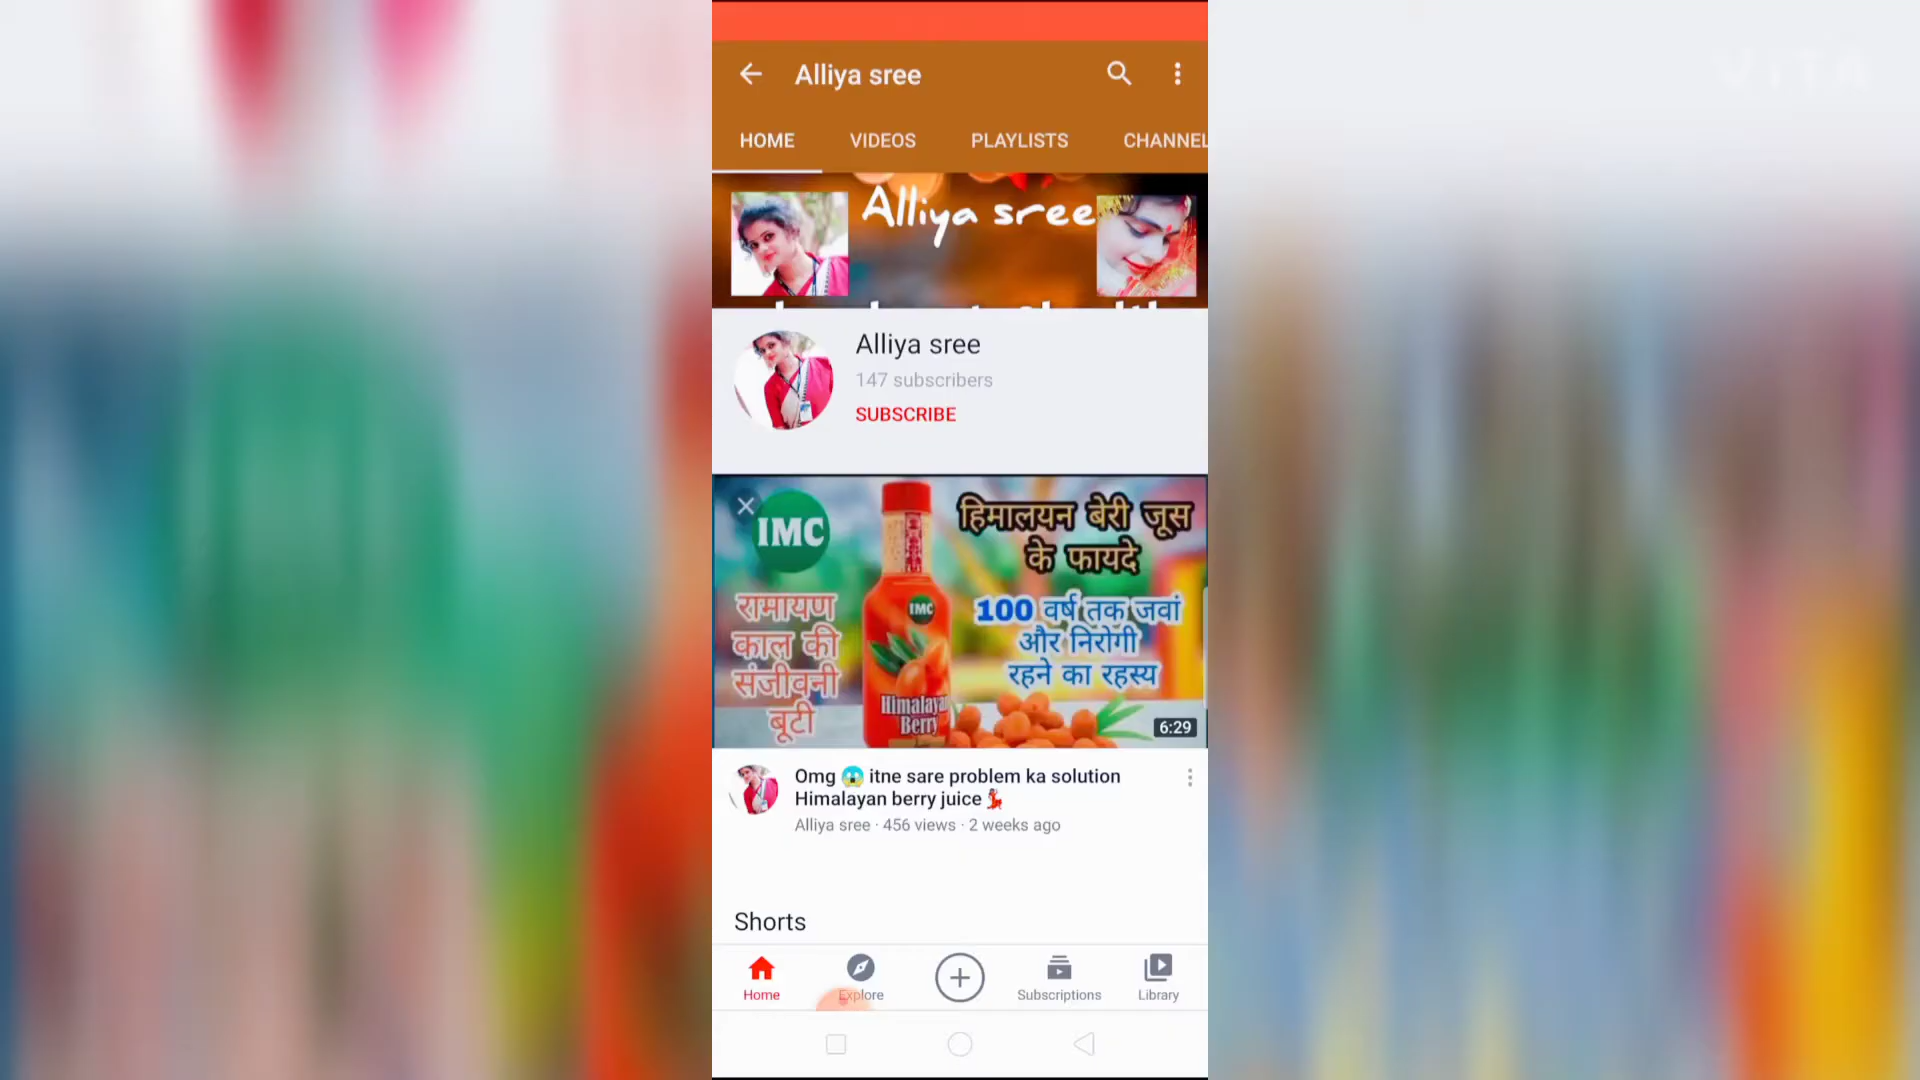 VITA
Alliya sree
HOME VIDEOS PLAYLISTS CHANNEL
Alliya sree
Alliya sree
147 subscribers
SUBSCRIBE
IMC
हिमालयन बेरी जूस
के फायदे
रामायण
काल की
संजीवनी
बूटी
IMC
Himalayan
Berry
100 वर्ष तक जवां
और निरोगी
रहने का रहस्य
6:29
Omg 😱 itne sare problem ka solution
Himalayan berry juice💃
Alliya sree · 456 views · 2 weeks ago
Shorts
Home Explore Subscriptions Library